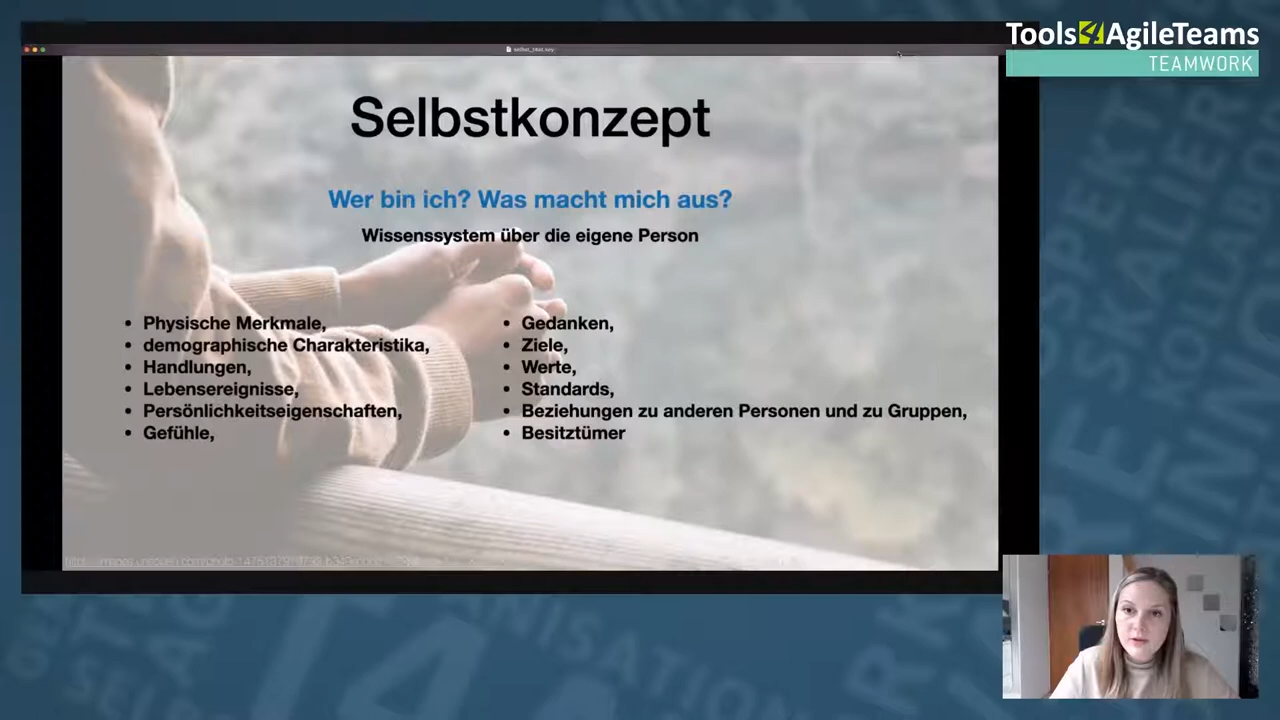 Tools4AgileTeams
TEAMWORK
Selbstkonzept
Wer bin ich? Was macht mich aus?
Wissenssystem über die eigene Person
• Physische Merkmale,
• demographische Charakteristika,
• Handlungen,
• Lebensereignisse,
• Persönlichkeitseigenschaften,
• Gefühle,
• Gedanken,
• Ziele,
• Werte,
• Standards,
• Beziehungen zu anderen Personen und zu Gruppen,
• Besitztümer